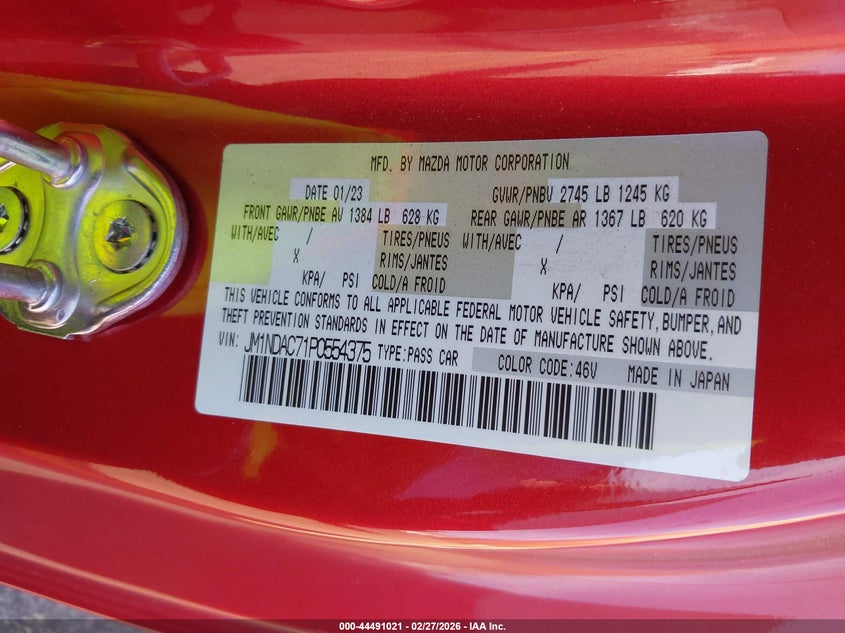 MFD. BY MAZDA MOTOR CORPORATION
DATE 01/23 GVWR/PNBV 2745 LB 1245 KG
FRONT GAWR/PNBE AV 1384 LB 628 KG REAR GAWR/PNBE AR 1367 LB 620 KG
WITH/AVEC / TIRES/PNEUS WITH/AVEC / TIRES/PNEUS
X RIMS/JANTES X RIMS/JANTES
KPA/ PSI COLD/A FROID KPA/ PSI COLD/A FROID
THIS VEHICLE CONFORMS TO ALL APPLICABLE FEDERAL MOTOR VEHICLE SAFETY, BUMPER, AND
THEFT PREVENTION STANDARDS IN EFFECT ON THE DATE OF MANUFACTURE SHOWN ABOVE.
VIN: JM1NDAC71P0554375 TYPE:PASS CAR COLOR CODE:46V MADE IN JAPAN
000-44491021 | 02/27/2026 - IAA Inc.